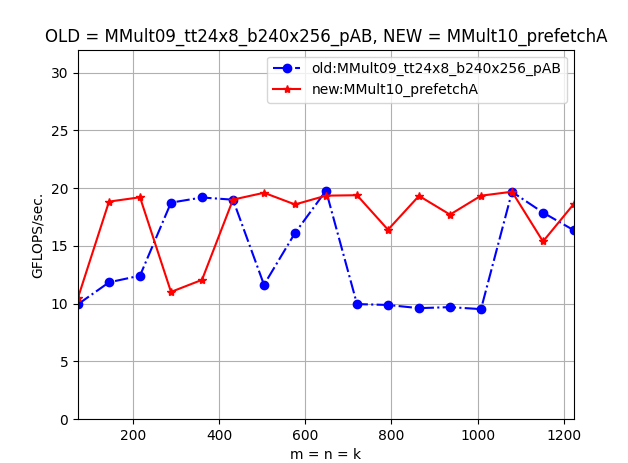 OLD = MMult09_tt24x8_b240x256_pAB, NEW = MMult10_prefetchA
old:MMult09_tt24x8_b240x256_pAB
new:MMult10_prefetchA
30
25
20
15
10
5
0
GFLOPS/sec.
200 400 600 800 1000 1200
m = n = k